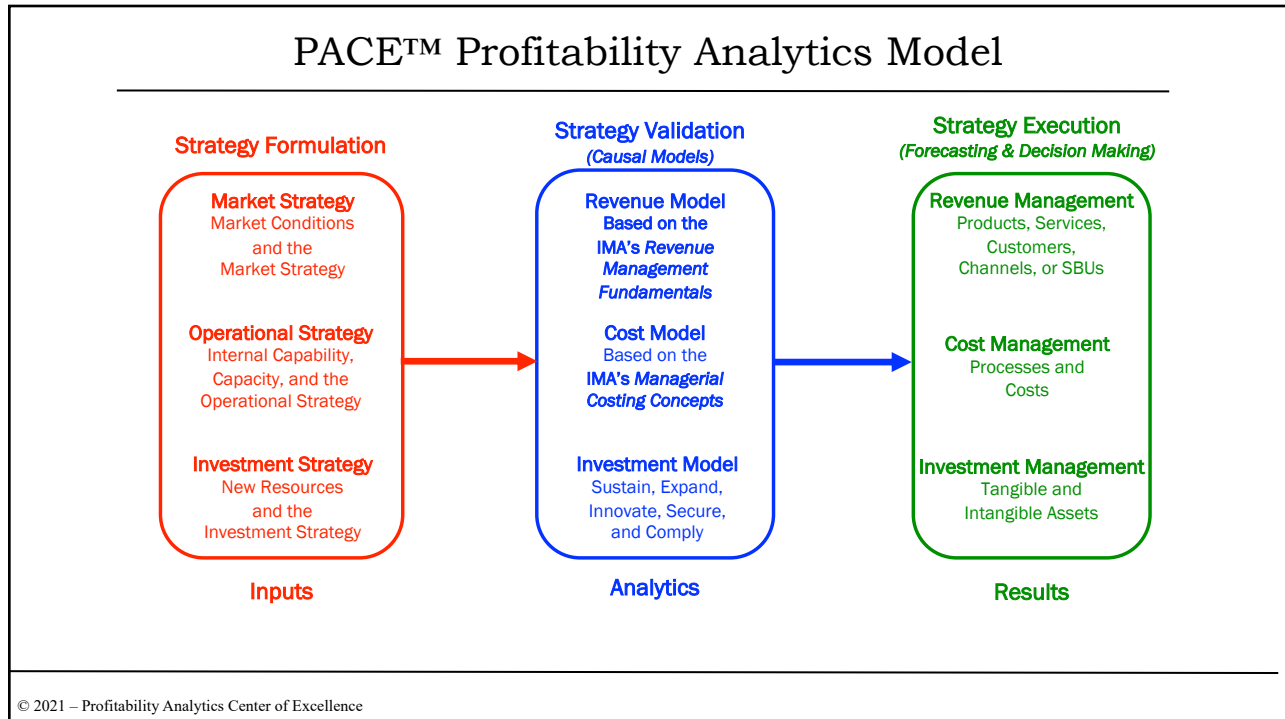 PACE™ Profitability Analytics Model
Strategy Formulation
Market Strategy
Market Conditions
and the
Market Strategy
Operational Strategy
Internal Capability,
Capacity, and the
Operational Strategy
Investment Strategy
New Resources
and the
Investment Strategy
Inputs
Strategy Validation
(Causal Models)
Revenue Model
Based on the
IMA's Revenue
Management
Fundamentals
Cost Model
Based on the
IMA's Managerial
Costing Concepts
Investment Model
Sustain, Expand,
Innovate, Secure,
and Comply
Analytics
Strategy Execution
(Forecasting & Decision Making)
Revenue Management
Products, Services,
Customers,
Channels, or SBUs
Cost Management
Processes and
Costs
Investment Management
Tangible and
Intangible Assets
Results
© 2021 – Profitability Analytics Center of Excellence